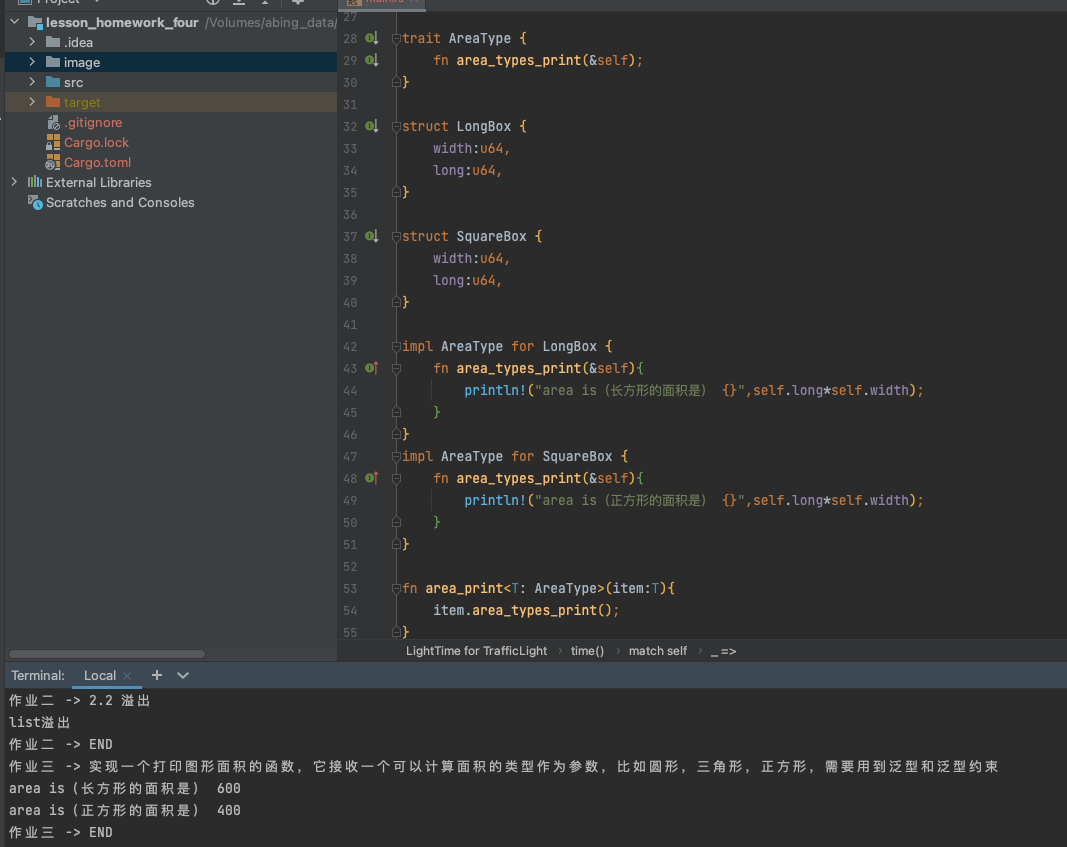 Project
lesson_homework_four /Volumes/abing_data/
.idea
image
src
target
.gitignore
Cargo.lock
Cargo.toml
External Libraries
Scratches and Consoles
main.rs
27
28 trait AreaType {
29 fn area_types_print(&self);
30 }
31
32 struct LongBox {
33 width:u64,
34 long:u64,
35 }
36
37 struct SquareBox {
38 width:u64,
39 long:u64,
40 }
41
42 impl AreaType for LongBox {
43 fn area_types_print(&self){
44 println!("area is（长方形的面积是） {}",self.long*self.width);
45 }
46 }
47 impl AreaType for SquareBox {
48 fn area_types_print(&self){
49 println!("area is（正方形的面积是） {}",self.long*self.width);
50 }
51 }
52
53 fn area_print<T: AreaType>(item:T){
54 item.area_types_print();
55 }
LightTime for TrafficLight › time() › match self › _ =>
Terminal: Local × +
作业二 -> 2.2 溢出
list溢出
作业二 -> END
作业三 -> 实现一个打印图形面积的函数，它接收一个可以计算面积的类型作为参数，比如圆形，三角形，正方形，需要用到泛型和泛型约束
area is（长方形的面积是） 600
area is（正方形的面积是） 400
作业三 -> END